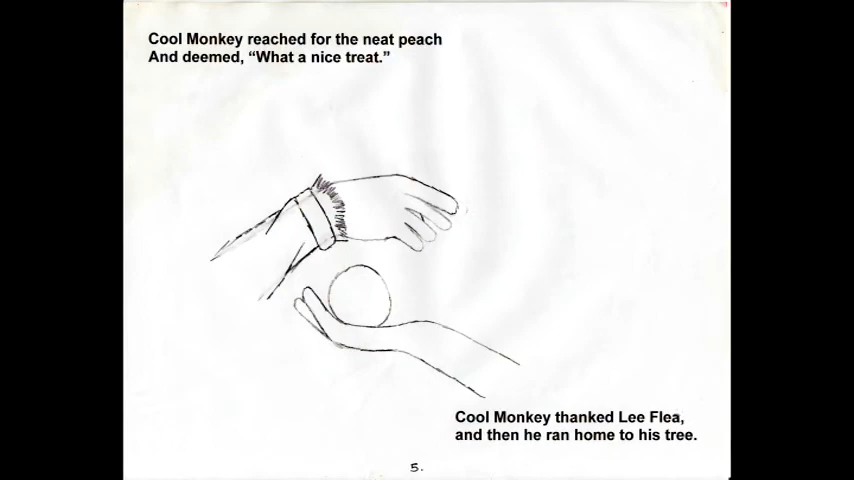 Cool Monkey reached for the neat peach
And deemed, “What a nice treat.”
Cool Monkey thanked Lee Flea,
and then he ran home to his tree.
5.